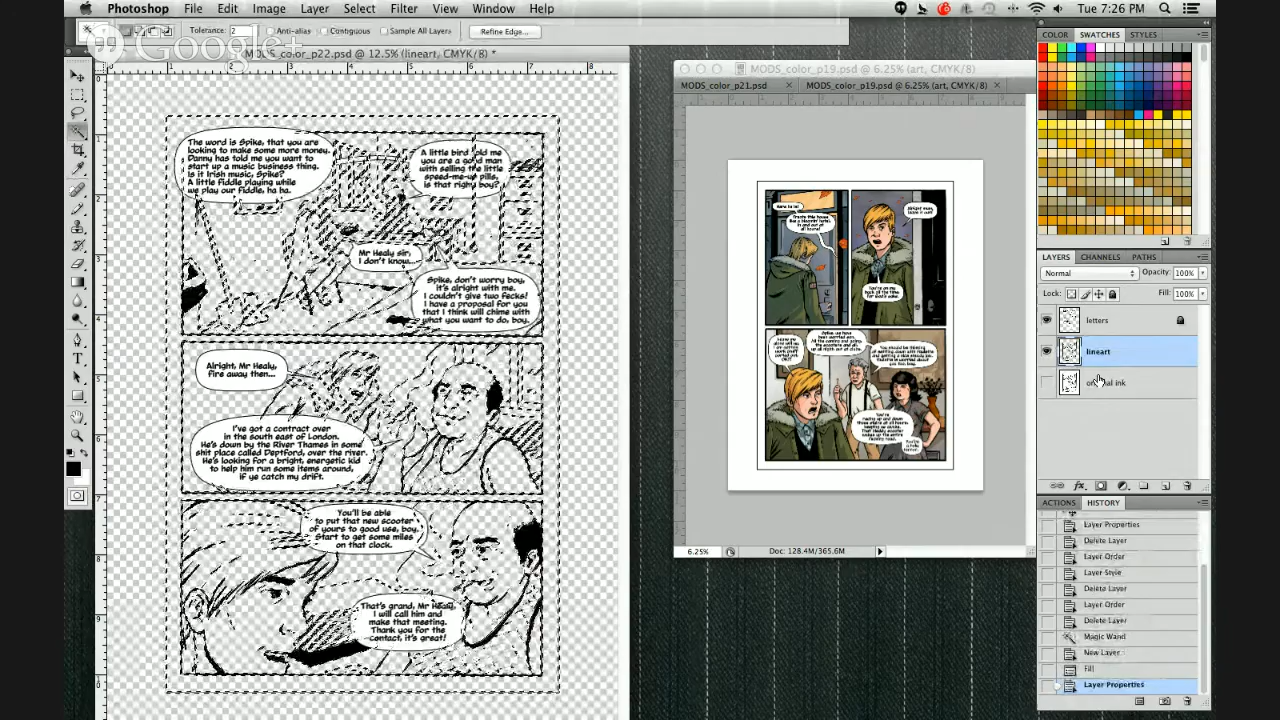 Photoshop File Edit Image Layer Select Analysis Filter View Window Help
Tue 7:26 PM
Tolerance: 2 Anti-alias Contiguous Sample All Layers Refine Edge...
Google+
MODS_color_p22.psd @ 12.5% (lineart, CMYK/8) *
The word is Spike, that you are
looking to make some more money.
Danny has told me you want to
start up a music business thing.
Is it Irish music, Spike?
A little fiddle playing while
we play our fiddle, ha ha.
A little bird told me
you are a good man
with selling the little
speed-me-up pills,
is that right boy?
Mr Healy sir,
I don't know...
Spike, don't worry boy,
it's alright with me.
I couldn't give two fecks!
I have a proposal for you
that I think will chime with
what you want to do, boy.
Alright, Mr Healy,
fire away then...
I've got a contract over
in the south east of London.
He's down by the River Thames in some
shit place called Deptford, over the river.
He's looking for a bright, energetic kid
to help him run some items around,
if ye catch my drift.
You'll be able
to put that new scooter
of yours to good use, boy.
Start to get some miles
on that clock.
That's grand, Mr Healy,
I will call him and
make that meeting.
Thank you for the
contact, it's great!
MODS_color_p19.psd @ 6.25% (art, CMYK/8)
MODS_color_p21.psd
MODS_color_p19.psd @ 6.25% (art, CMYK/8)
6.25% Doc: 128.4M/365.6M
COLOR SWATCHES STYLES
LAYERS CHANNELS PATHS
Normal Opacity: 100%
Lock: Fill: 100%
letters
lineart
ACTIONS HISTORY
Layer Properties
Delete Layer
Layer Order
Layer Style
Delete Layer
Layer Order
Delete Layer
Magic Wand
New Layer
Fill
Layer Properties